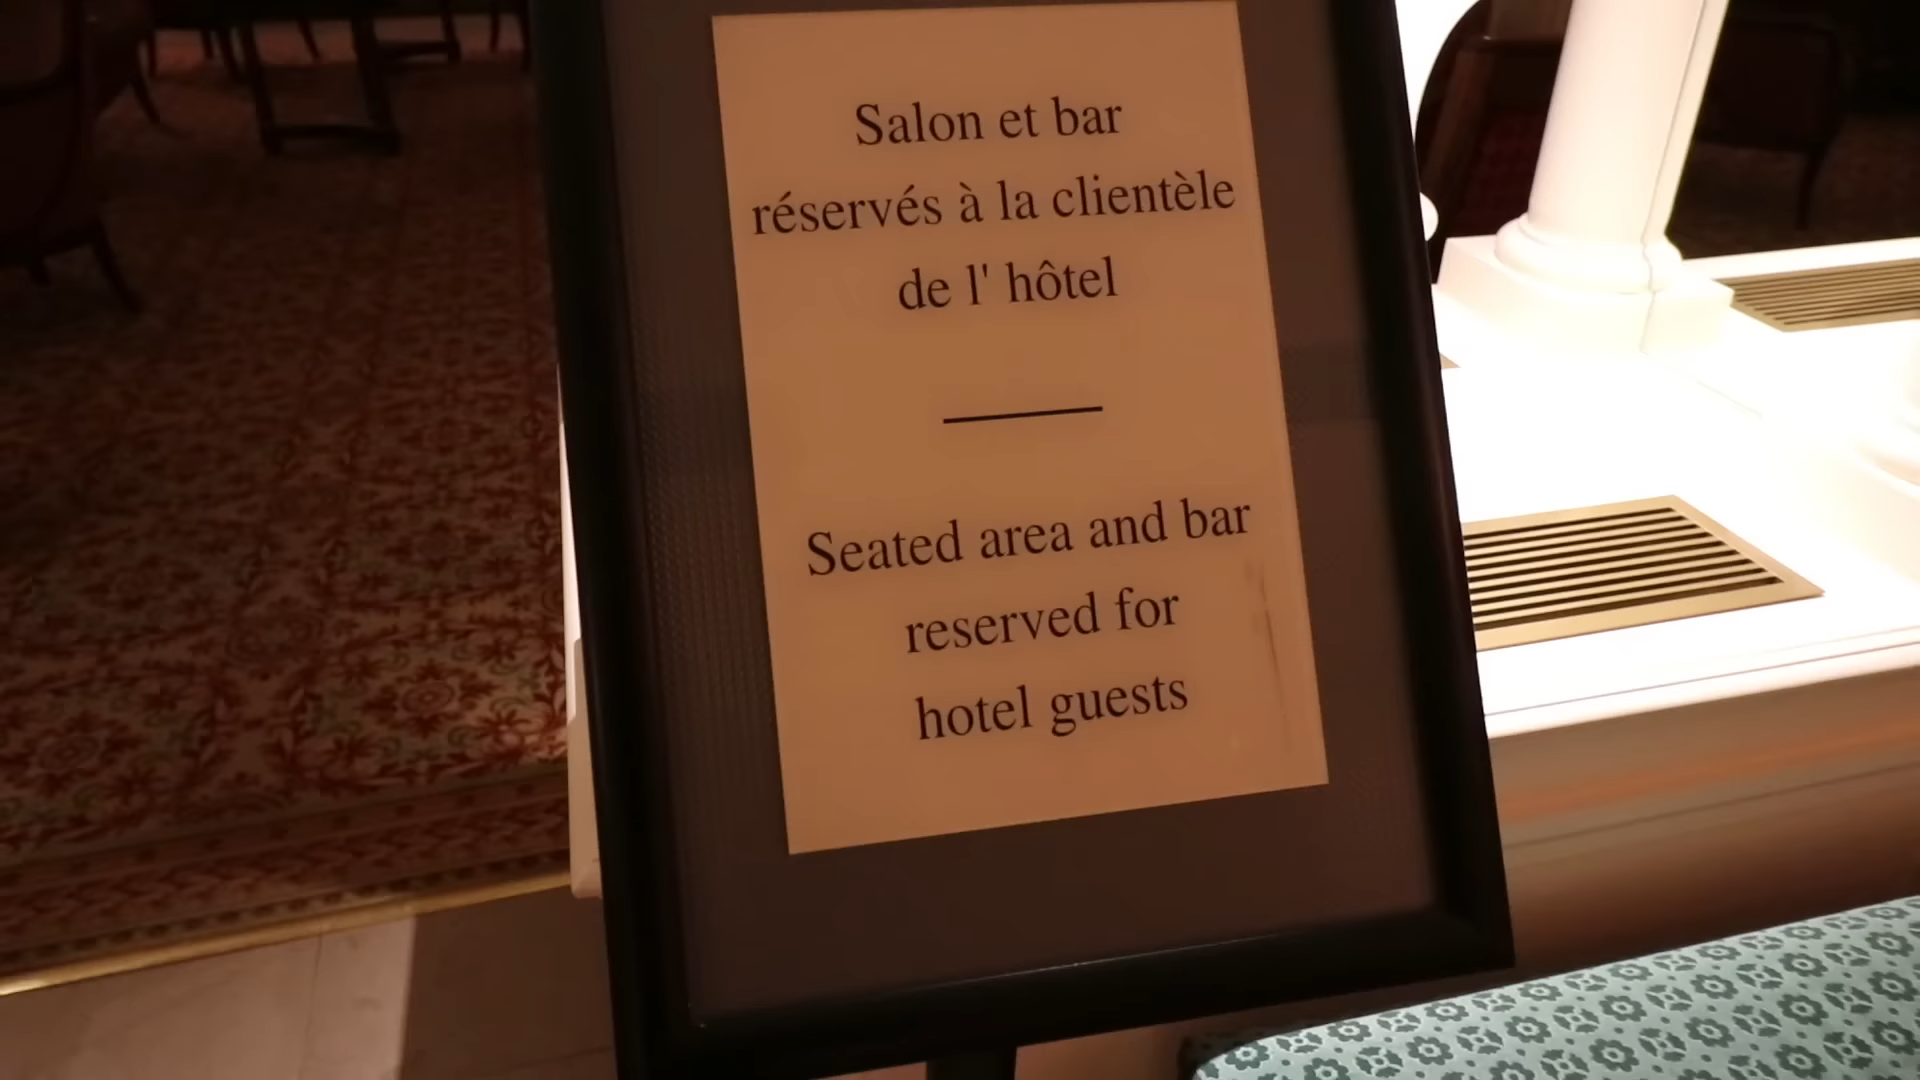 Salon et bar
réservés à la clientèle
de l' hôtel
Seated area and bar
reserved for
hotel guests